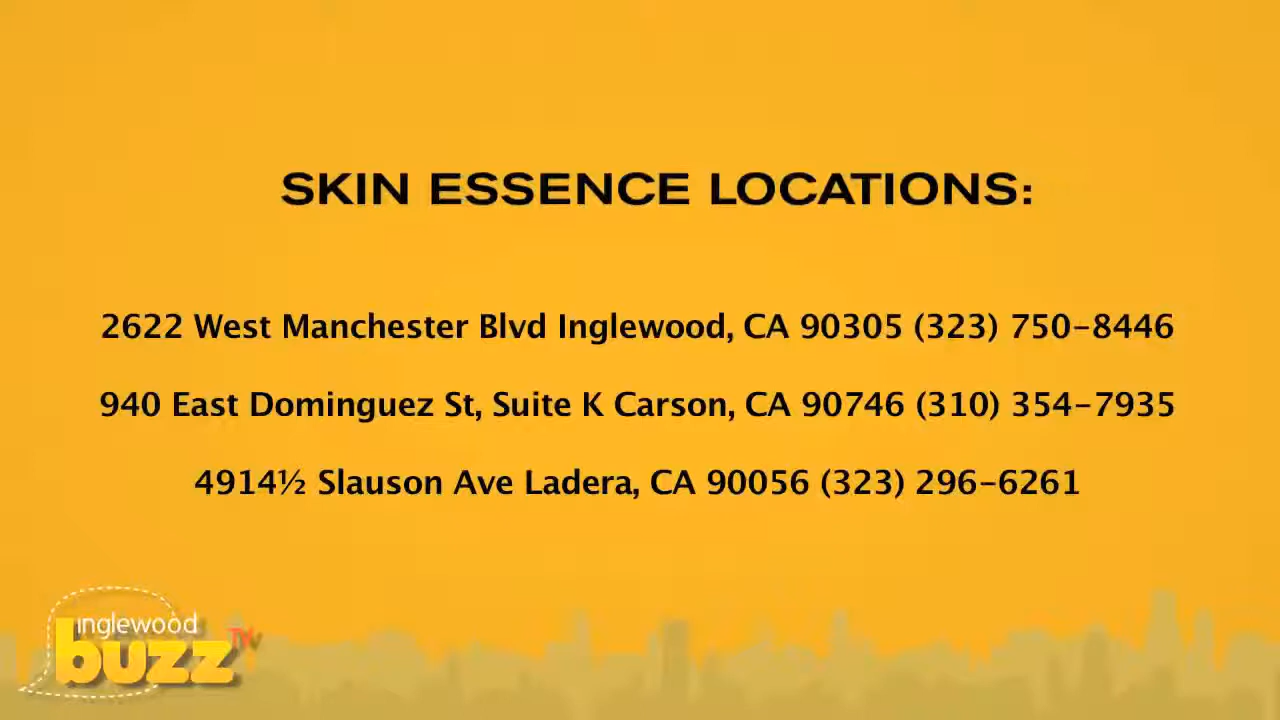 SKIN ESSENCE LOCATIONS:
2622 West Manchester Blvd Inglewood, CA 90305 (323) 750-8446
940 East Dominguez St, Suite K Carson, CA 90746 (310) 354-7935
4914½ Slauson Ave Ladera, CA 90056 (323) 296-6261
inglewood
buzz TV